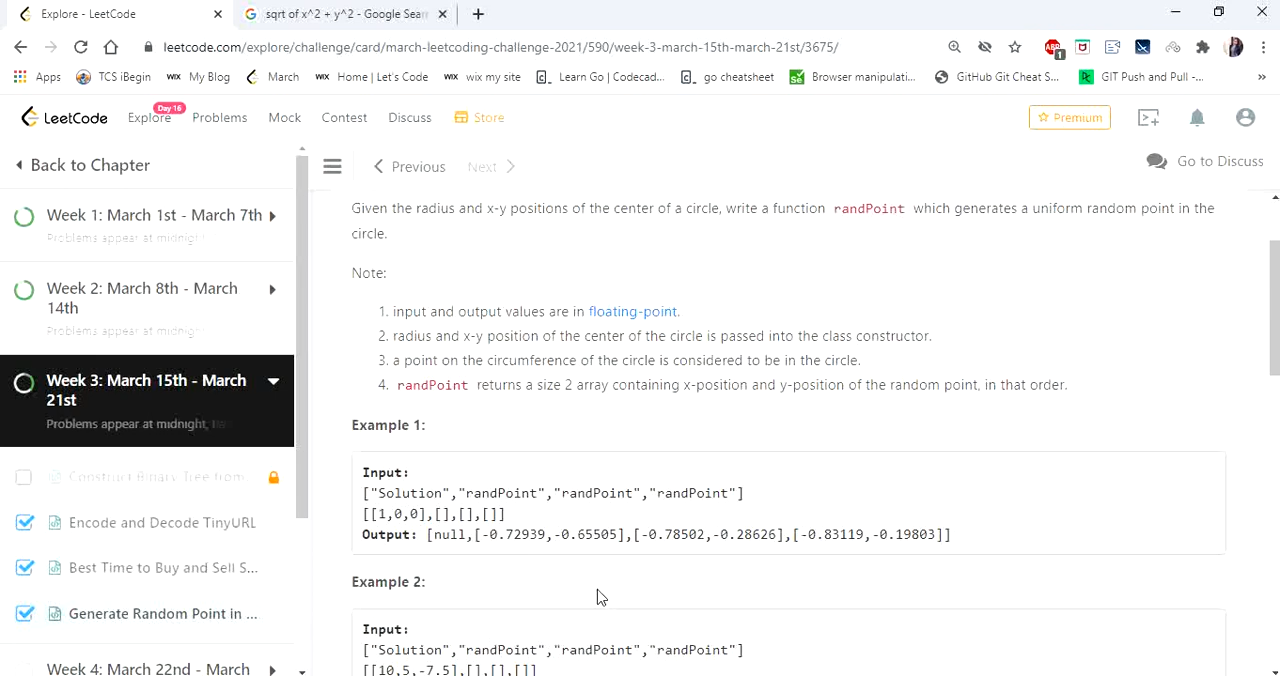 Explore - LeetCode
sqrt of x^2 + y^2 - Google Sear
leetcode.com/explore/challenge/card/march-leetcoding-challenge-2021/590/week-3-march-15th-march-21st/3675/
Apps TCS iBegin My Blog March Home | Let's Code wix my site Learn Go | Codecad... go cheatsheet Browser manipulati... GitHub Git Cheat S... GIT Push and Pull -...
LeetCode Explore Day 16 Problems Mock Contest Discuss Store Premium
Back to Chapter
Previous Next Go to Discuss
Week 1: March 1st - March 7th
Problems appear at midnight
Week 2: March 8th - March
14th
Problems appear at midnight
Week 3: March 15th - March
21st
Problems appear at midnight,
Construct Binary Tree from
Encode and Decode TinyURL
Best Time to Buy and Sell S...
Generate Random Point in ...
Week 4: March 22nd - March
Given the radius and x-y positions of the center of a circle, write a function randPoint which generates a uniform random point in the
circle.
Note:
1. input and output values are in floating-point.
2. radius and x-y position of the center of the circle is passed into the class constructor.
3. a point on the circumference of the circle is considered to be in the circle.
4. randPoint returns a size 2 array containing x-position and y-position of the random point, in that order.
Example 1:
Input:
["Solution","randPoint","randPoint","randPoint"]
[[1,0,0],[],[],[]]
Output: [null,[-0.72939,-0.65505],[-0.78502,-0.28626],[-0.83119,-0.19803]]
Example 2:
Input:
["Solution","randPoint","randPoint","randPoint"]
[[10,5,-7.5],[],[],[]]